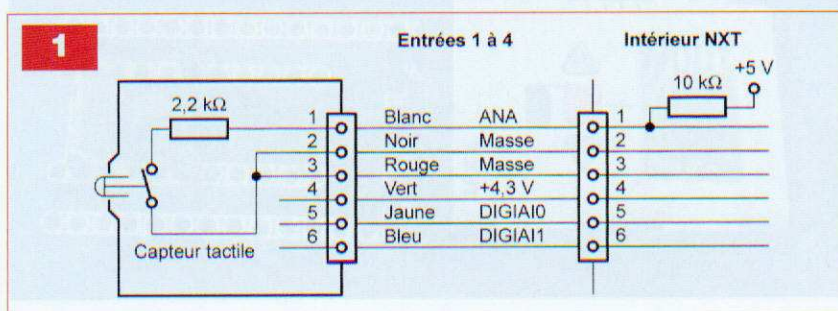 1
Entrées 1 à 4
Intérieur NXT
+5 V
10 kΩ
2,2 kΩ
1 Blanc ANA 1
2 Noir Masse 2
3 Rouge Masse 3
4 Vert +4,3 V 4
5 Jaune DIGIAI0 5
6 Bleu DIGIAI1 6
Capteur tactile